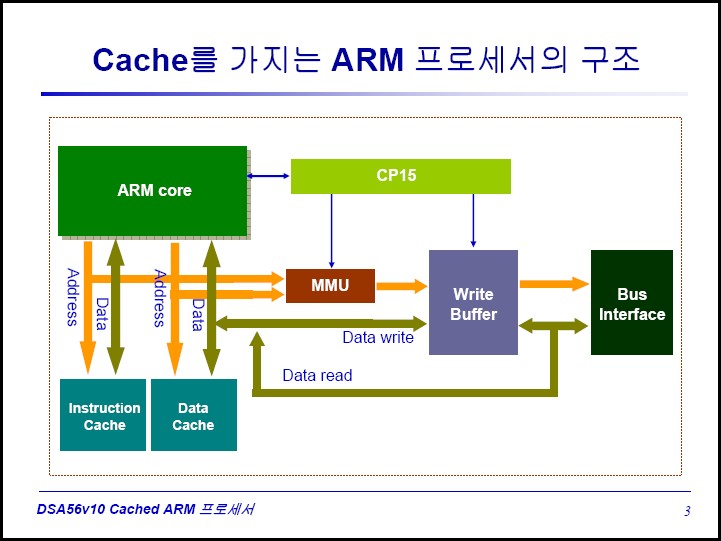 Cache를 가지는 ARM 프로세서의 구조
ARM core
CP15
Address
Data
Address
Data
MMU
Write
Buffer
Bus
Interface
Data write
Data read
Instruction
Cache
Data
Cache
DSA56v10 Cached ARM 프로세서
3